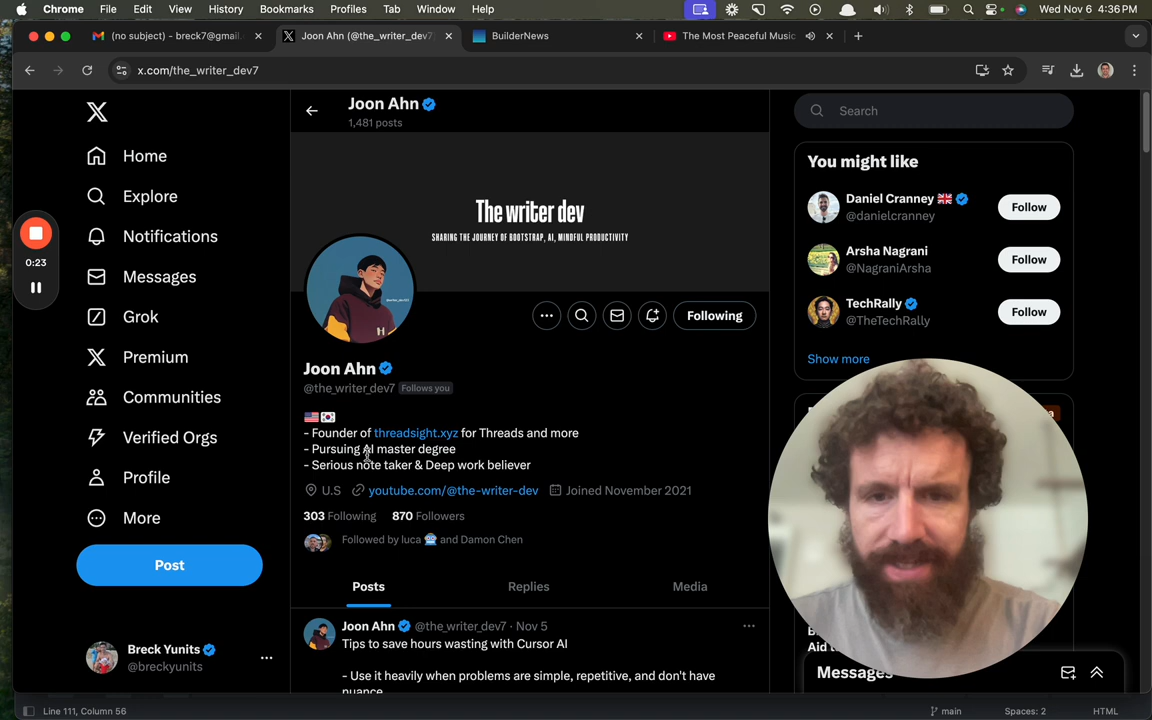 Chrome File Edit View History Bookmarks Profiles Tab Window Help Wed Nov 6 4:36 PM
(no subject) - breck7@gmail. Joon Ahn (@the_writer_dev7) BuilderNews The Most Peaceful Music
x.com/the_writer_dev7
Joon Ahn
1,481 posts
Home
Explore
Notifications
Messages
Grok
Premium
Communities
Verified Orgs
Profile
More
Post
Breck Yunits
@breckyunits
0:23
The writer dev
SHARING THE JOURNEY OF BOOTSTRAP, AI, MINDFUL PRODUCTIVITY
Following
Joon Ahn
@the_writer_dev7 Follows you
- Founder of threadsight.xyz for Threads and more
- Pursuing AI master degree
- Serious note taker & Deep work believer
U.S youtube.com/@the-writer-dev Joined November 2021
303 Following 870 Followers
Followed by luca and Damon Chen
Posts Replies Media
Joon Ahn @the_writer_dev7 · Nov 5
Tips to save hours wasting with Cursor AI
- Use it heavily when problems are simple, repetitive, and don't have
nuance
Search
You might like
Daniel Cranney
@danielcranney
Follow
Arsha Nagrani
@NagraniArsha
Follow
TechRally
@TheTechRally
Follow
Show more
Messages
Line 111, Column 56 main Spaces: 2 HTML